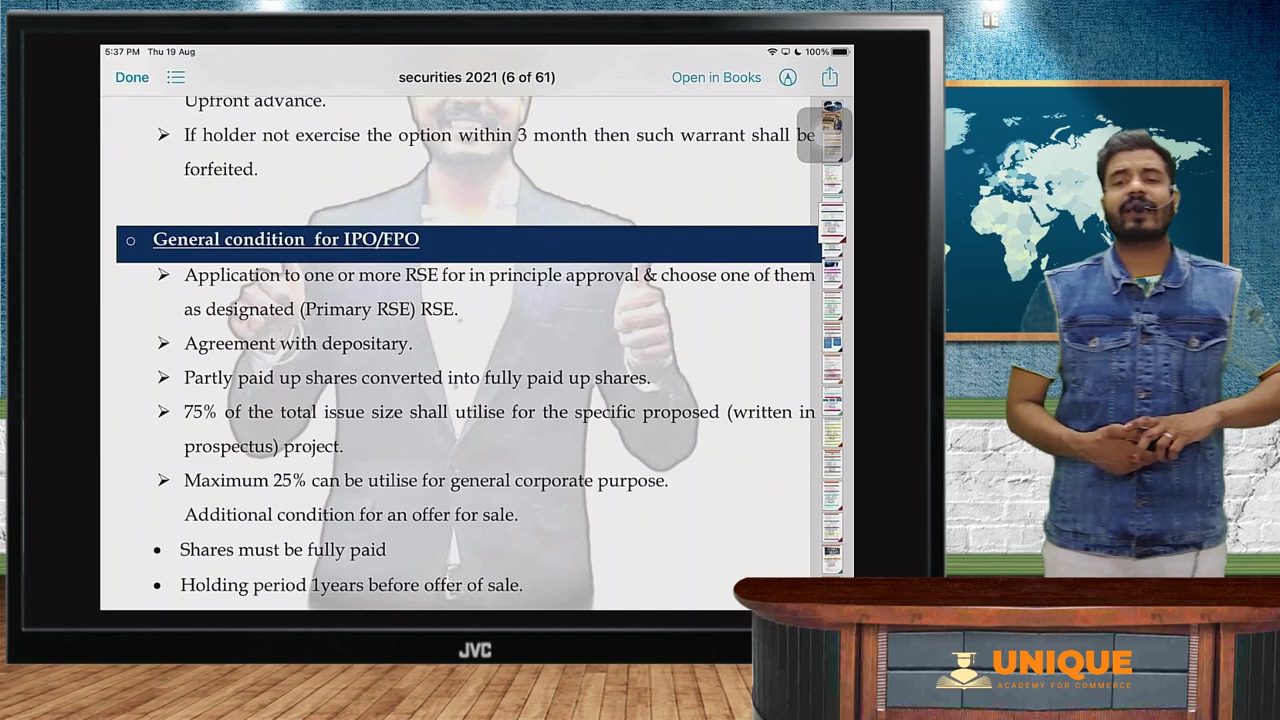 5:37 PM Thu 19 Aug
100%
Done
securities 2021 (6 of 61)
Open in Books
Upfront advance.
➢ If holder not exercise the option within 3 month then such warrant shall be
forfeited.
○ General condition for IPO/FPO
➢ Application to one or more RSE for in principle approval & choose one of them
as designated (Primary RSE) RSE.
➢ Agreement with depositary.
➢ Partly paid up shares converted into fully paid up shares.
➢ 75% of the total issue size shall utilise for the specific proposed (written in
prospectus) project.
➢ Maximum 25% can be utilise for general corporate purpose.
Additional condition for an offer for sale.
• Shares must be fully paid
• Holding period 1years before offer of sale.
JVC
UNIQUE
ACADEMY FOR COMMERCE